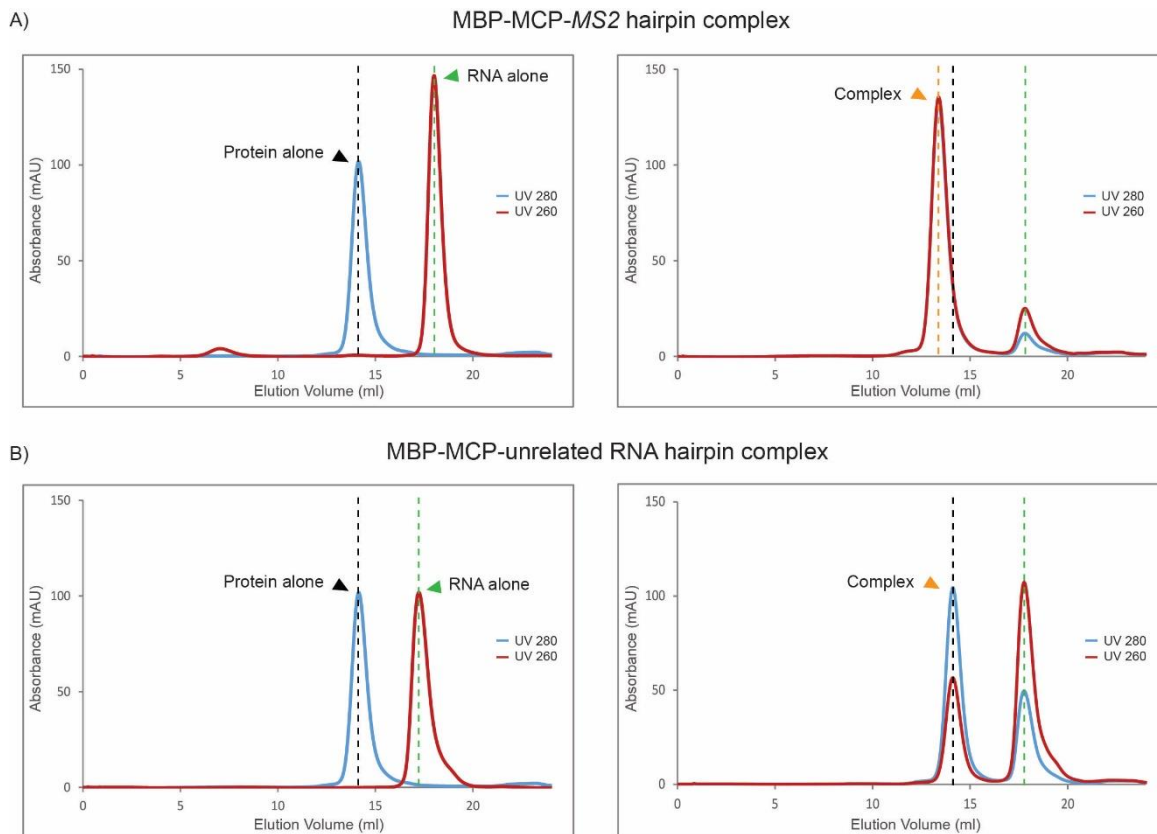 A)
MBP-MCP-MS2 hairpin complex
150
100
50
0
Absorbance (mAU)
0 5 10 15 20
Elution Volume (ml)
Protein alone
RNA alone
UV 280
UV 260
150
100
50
0
Absorbance (mAU)
0 5 10 15 20
Elution Volume (ml)
Complex
UV 280
UV 260
B)
MBP-MCP-unrelated RNA hairpin complex
150
100
50
0
Absorbance (mAU)
0 5 10 15 20
Elution Volume (ml)
Protein alone
RNA alone
UV 280
UV 260
150
100
50
0
Absorbance (mAU)
0 5 10 15 20
Elution Volume (ml)
Complex
UV 280
UV 260